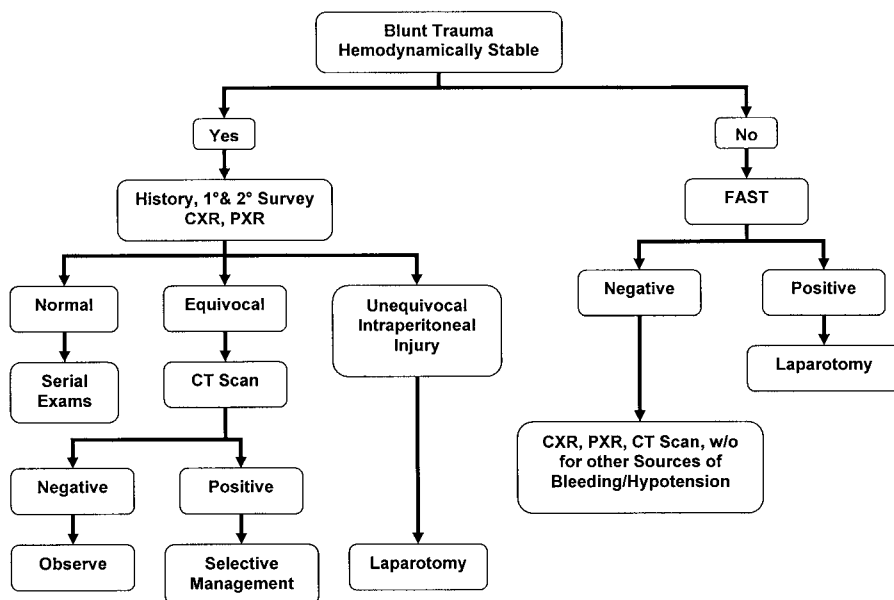 Blunt Trauma
Hemodynamically Stable
Yes
No
History, 1°& 2° Survey
CXR, PXR
FAST
Normal
Equivocal
Unequivocal
Intraperitoneal
Injury
Negative
Positive
Serial
Exams
CT Scan
Laparotomy
CXR, PXR, CT Scan, w/o
for other Sources of
Bleeding/Hypotension
Negative
Positive
Observe
Selective
Management
Laparotomy